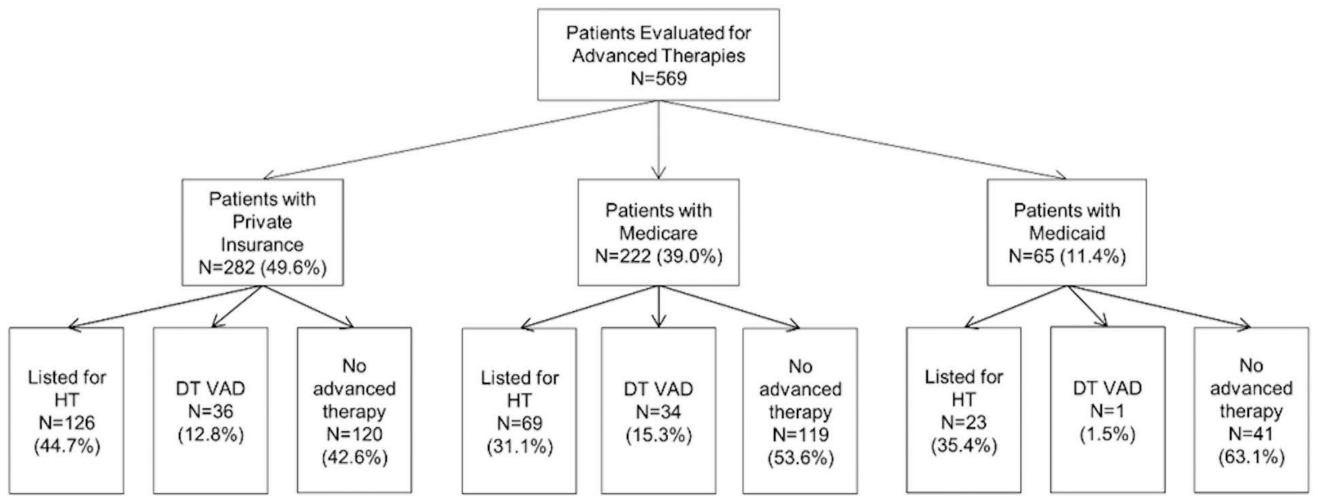 Patients Evaluated for
Advanced Therapies
N=569
Patients with
Private
Insurance
N=282 (49.6%)
Patients with
Medicare
N=222 (39.0%)
Patients with
Medicaid
N=65 (11.4%)
Listed for
HT
N=126
(44.7%)
DT VAD
N=36
(12.8%)
No
advanced
therapy
N=120
(42.6%)
Listed for
HT
N=69
(31.1%)
DT VAD
N=34
(15.3%)
No
advanced
therapy
N=119
(53.6%)
Listed for
HT
N=23
(35.4%)
DT VAD
N=1
(1.5%)
No
advanced
therapy
N=41
(63.1%)